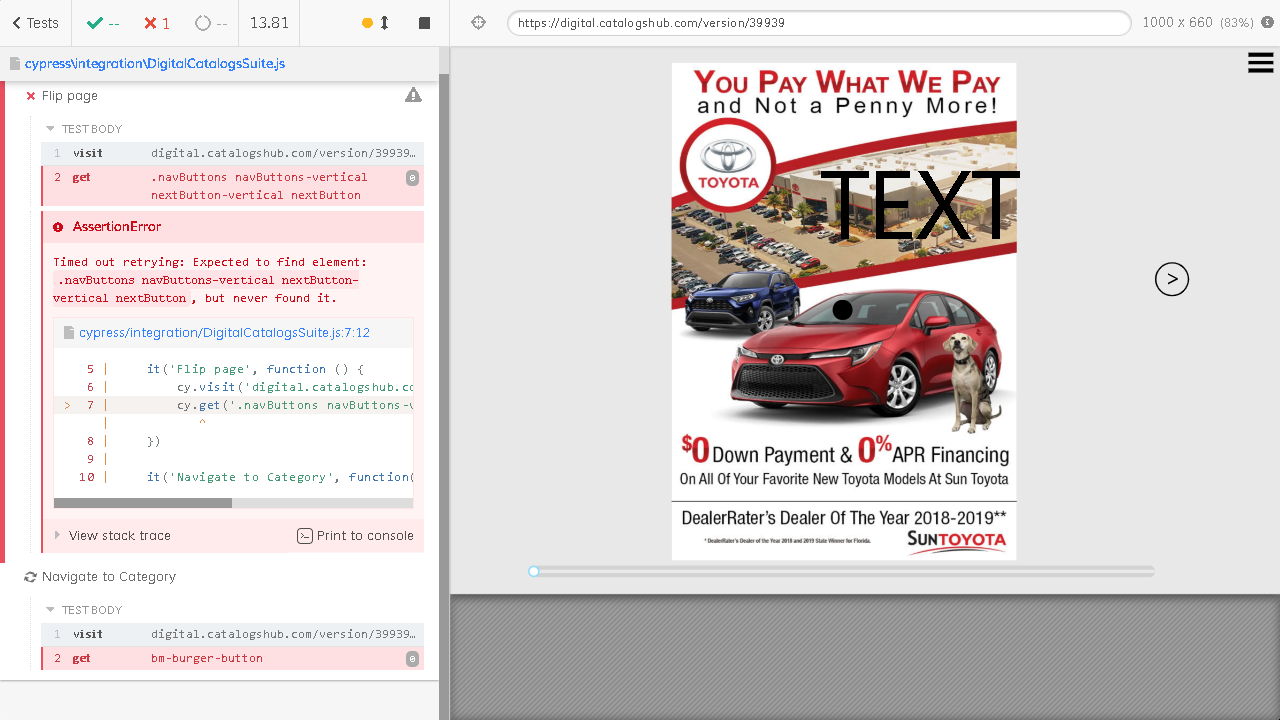 Tests
--
1
--
13.81
https://digital.catalogshub.com/version/39939
1000 x 660 (83%)
cypress\integration\DigitalCatalogsSuite.js
Flip page
TEST BODY
1 visit digital.catalogshub.com/version/39939…
2 get .navButtons navButtons-vertical
nextButton-vertical nextButton
0
AssertionError
Timed out retrying: Expected to find element:
.navButtons navButtons-vertical nextButton-
vertical nextButton, but never found it.
cypress/integration/DigitalCatalogsSuite.js:7:12
5 | it('Flip page', function () {
6 | cy.visit('digital.catalogshub.co
> 7 | cy.get('.navButtons navButtons-v
| ^
8 | })
9 |
10 | it('Navigate to Category', function(
View stack trace
Print to console
Navigate to Category
TEST BODY
1 visit digital.catalogshub.com/version/39939…
2 get bm-burger-button
0
YOU PAY WHAT WE PAY
and Not a Penny More!
TOYOTA
TEXT
>
$0 Down Payment & 0% APR Financing
On All Of Your Favorite New Toyota Models At Sun Toyota
DealerRater's Dealer Of The Year 2018-2019**
* DealerRater's Dealer of the Year 2018 and 2019 State Winner for Florida.
SUNTOYOTA